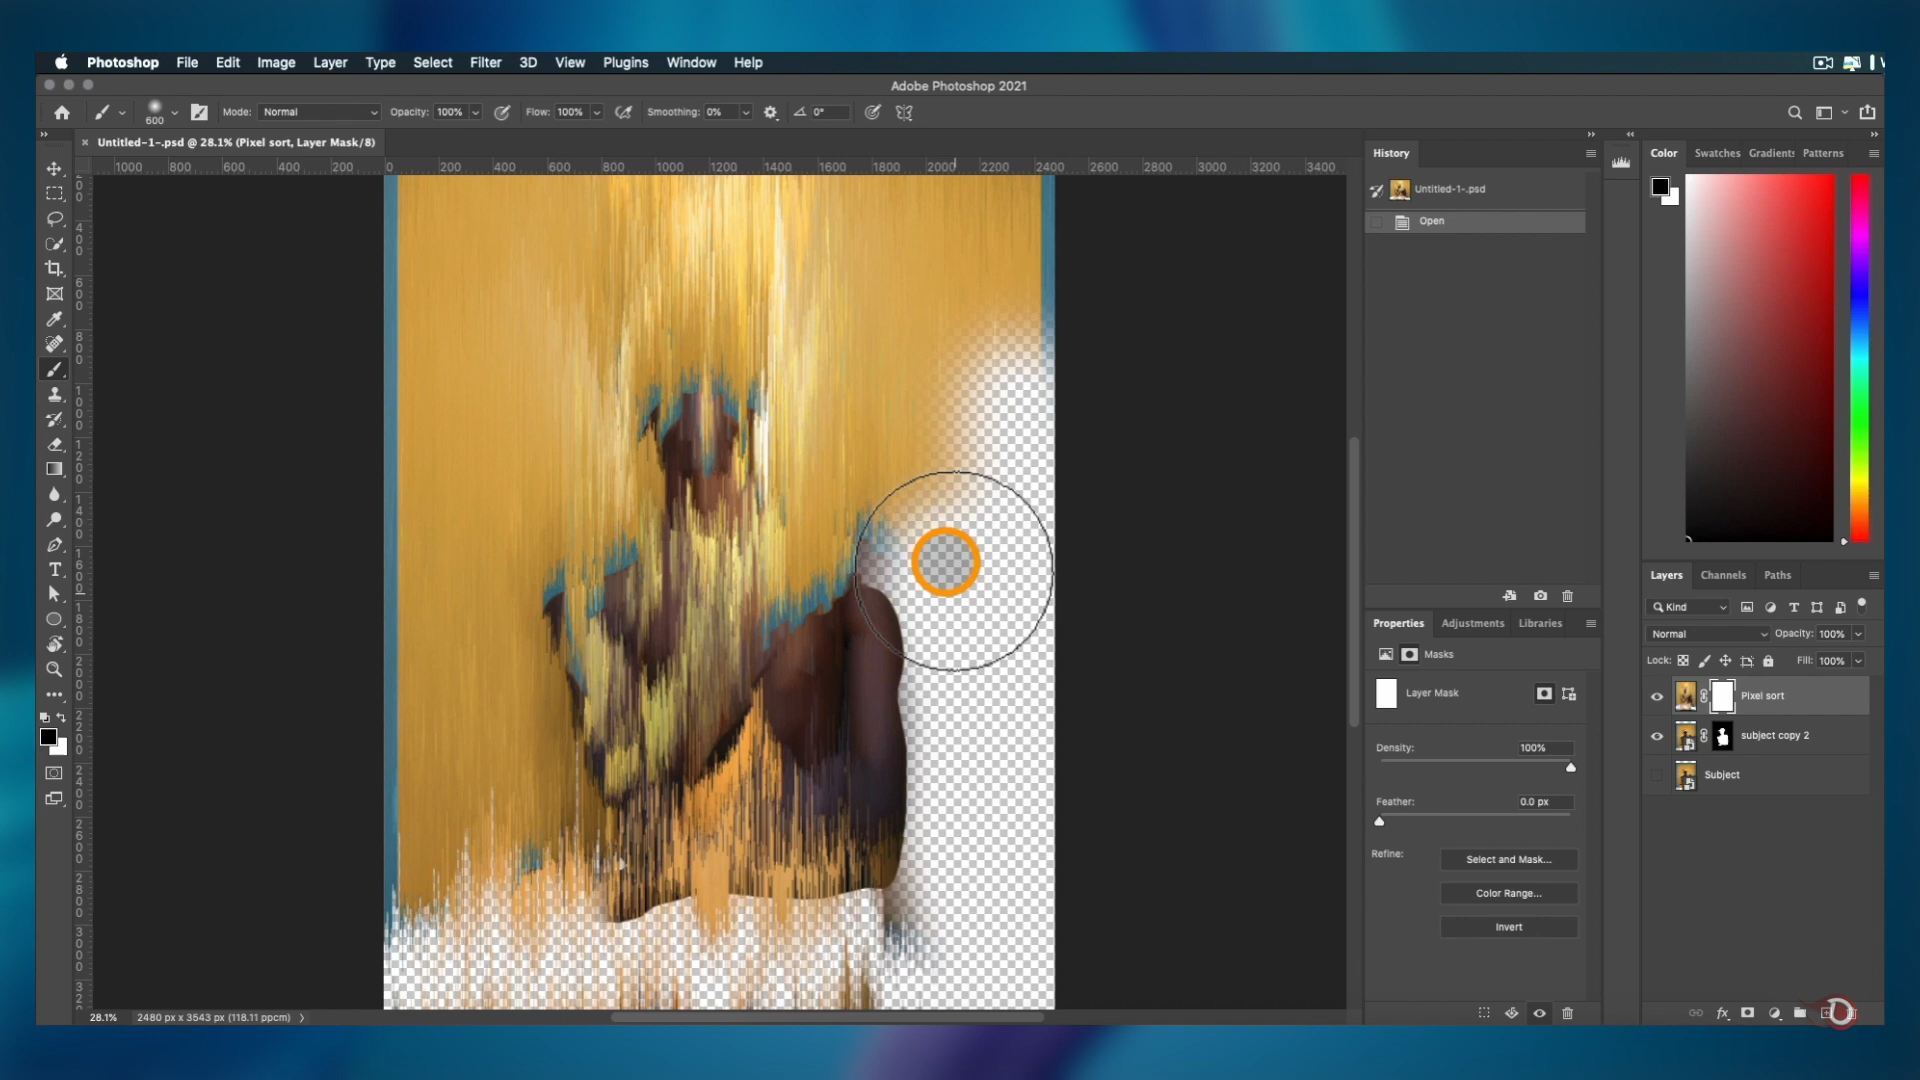 Photoshop File Edit Image Layer Type Select Filter 3D View Plugins Window Help
Adobe Photoshop 2021
600 Mode: Normal Opacity: 100% Flow: 100% Smoothing: 0% 0°
Untitled-1-.psd @ 28.1% (Pixel sort, Layer Mask/8)
1000 800 600 400 200 0 200 400 600 800 1000 1200 1400 1600 1800 2000 2200 2400 2600 2800 3000 3200 3400
History
Untitled-1-.psd
Open
Color Swatches Gradients Patterns
Properties Adjustments Libraries
Masks
Layer Mask
Density: 100%
Feather: 0.0 px
Refine: Select and Mask...
Color Range...
Invert
Layers Channels Paths
Kind
Normal Opacity: 100%
Lock: Fill: 100%
Pixel sort
subject copy 2
Subject
28.1% 2480 px x 3543 px (118.11 ppcm)